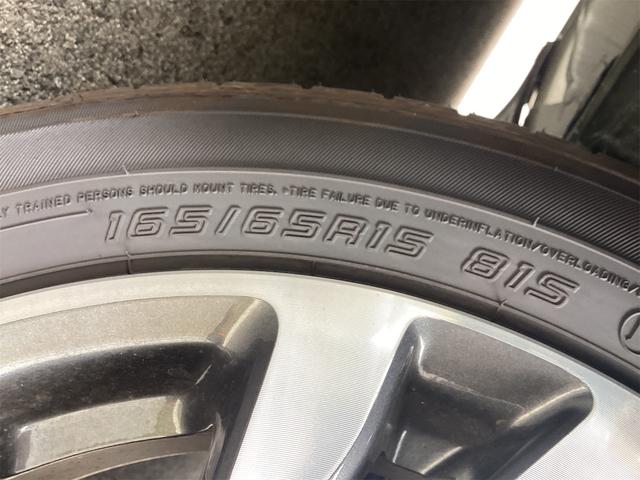 TRAINED PERSONS SHOULD MOUNT TIRES. •TIRE FAILURE DUE TO UNDERINFLATION/OVERLOADING/
165/65R15 81S